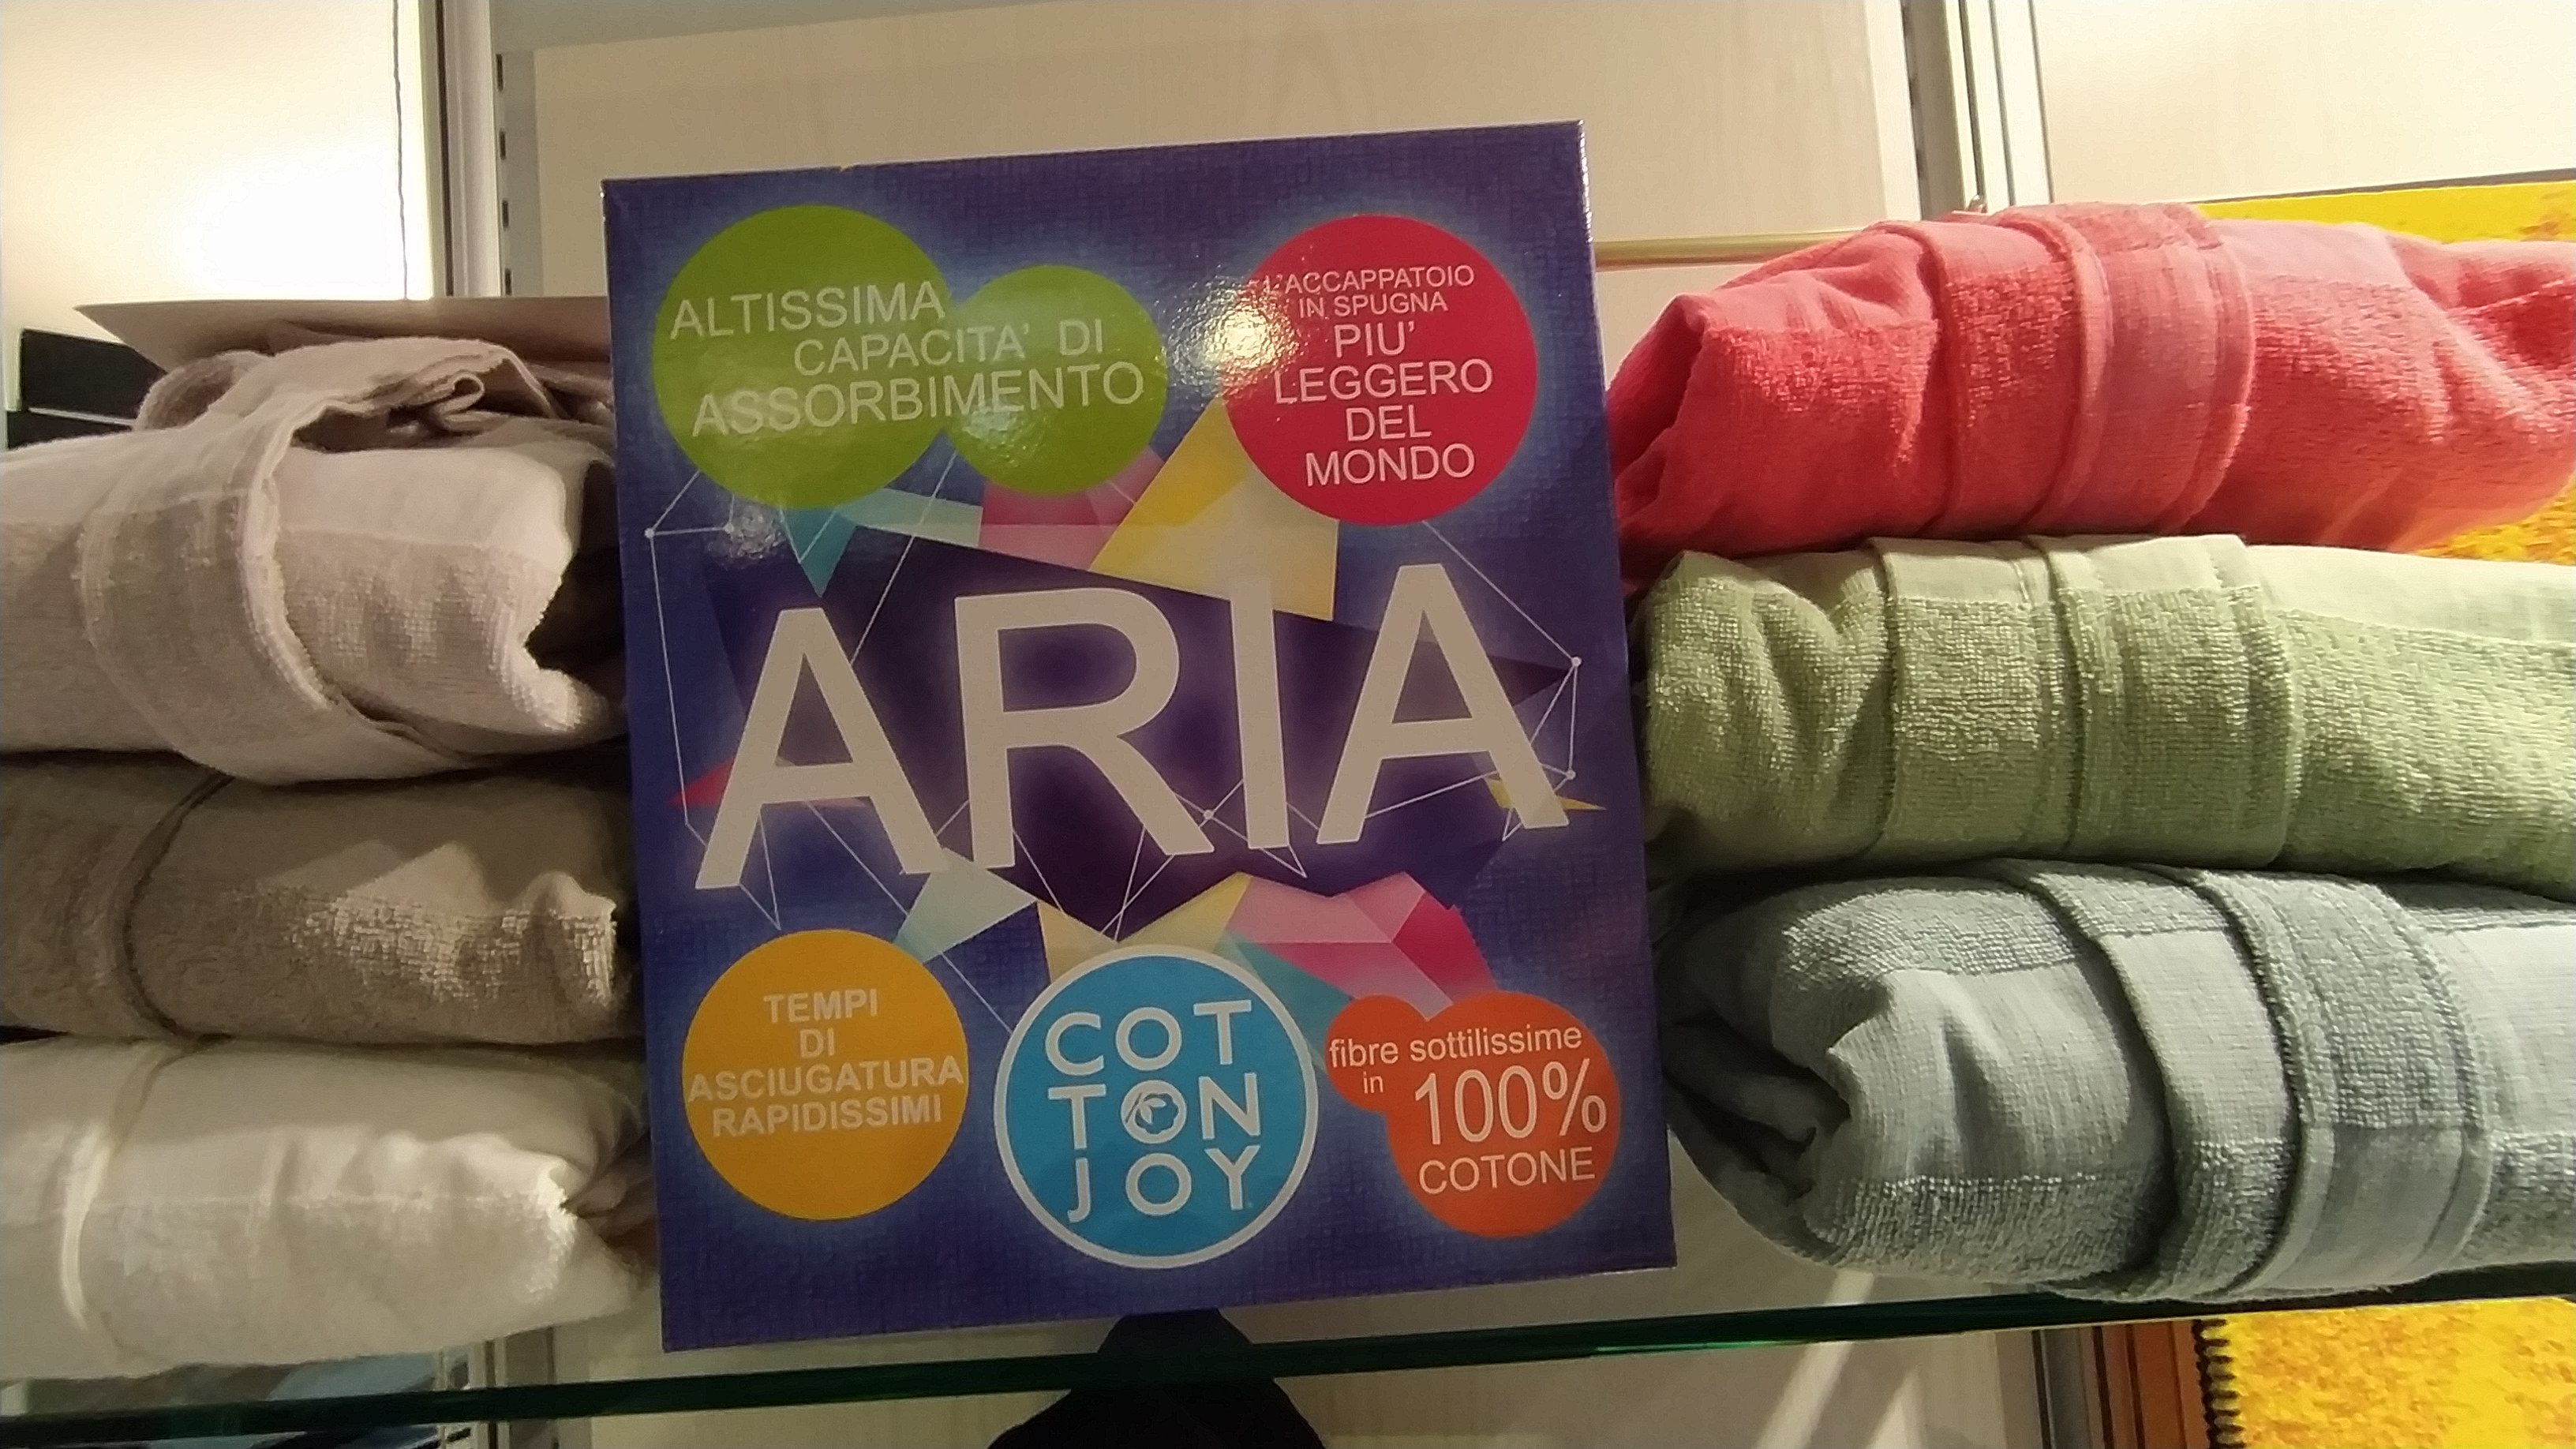 ALTISSIMA
CAPACITA' DI
ASSORBIMENTO
L'ACCAPPATOIO
IN SPUGNA
PIU'
LEGGERO
DEL
MONDO
ARIA
TEMPI
DI
ASCIUGATURA
RAPIDISSIMI
COT
TON
JOY
fibre sottilissime
in 100%
COTONE